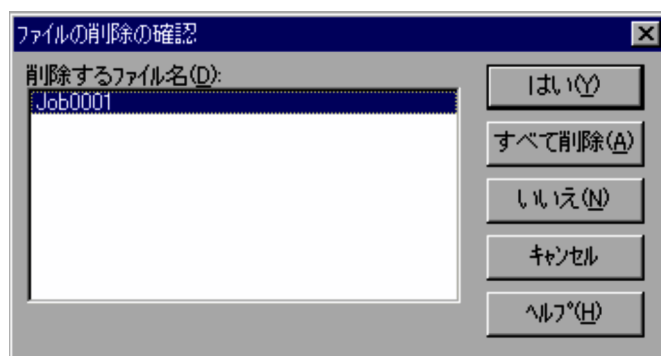 ファイルの削除の確認
削除するファイル名(D):
Job0001
はい(Y)
すべて削除(A)
いいえ(N)
キャンセル
ヘルプ(H)